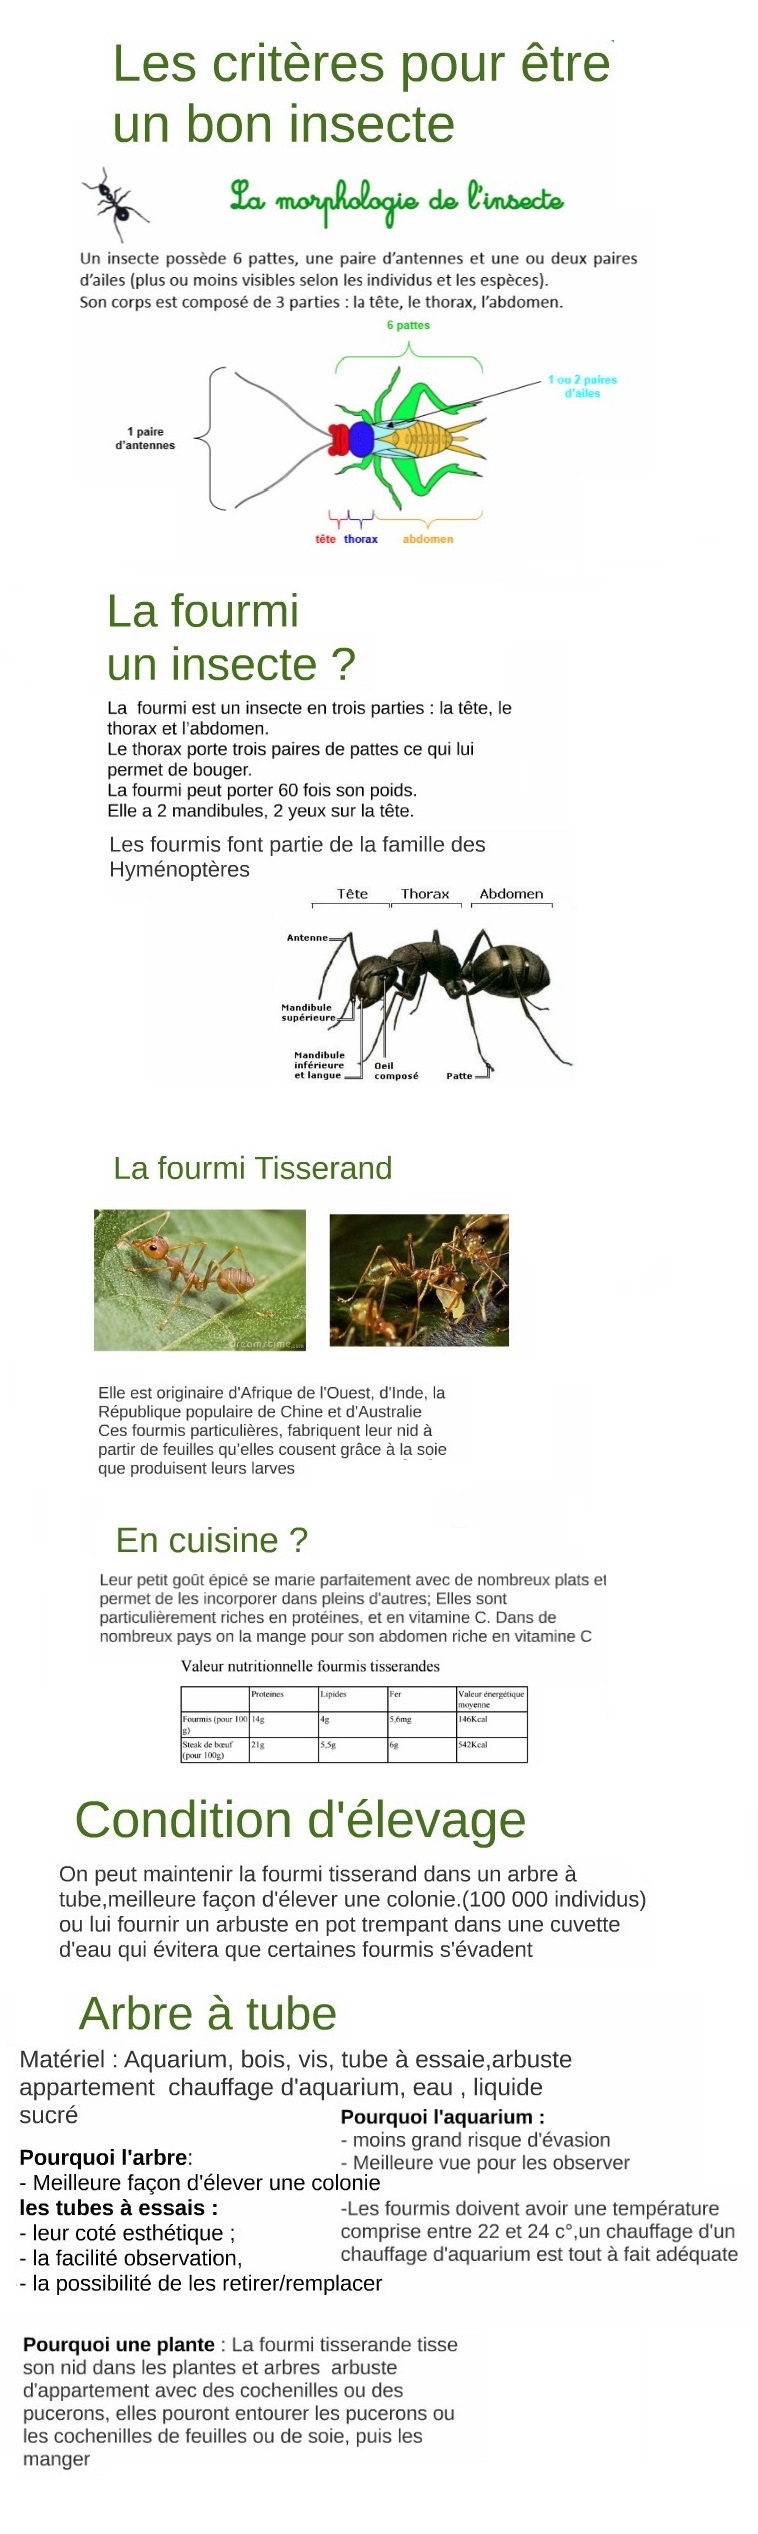 Les critères pour être
un bon insecte
La morphologie de l'insecte
Un insecte possède 6 pattes, une paire d'antennes et une ou deux paires
d'ailes (plus ou moins visibles selon les individus et les espèces).
Son corps est composé de 3 parties : la tête, le thorax, l'abdomen.
6 pattes
1 ou 2 paires
d'ailes
1 paire
d'antennes
tête thorax abdomen
La fourmi
un insecte ?
La fourmi est un insecte en trois parties : la tête, le
thorax et l'abdomen.
Le thorax porte trois paires de pattes ce qui lui
permet de bouger.
La fourmi peut porter 60 fois son poids.
Elle a 2 mandibules, 2 yeux sur la tête.
Les fourmis font partie de la famille des
Hyménoptères
Tête Thorax Abdomen
Antenne
Mandibule
supérieure
Mandibule
inférieure
et langue
Oeil
composé
Patte
La fourmi Tisserand
dreamstime.com
Elle est originaire d'Afrique de l'Ouest, d'Inde, la
République populaire de Chine et d'Australie
Ces fourmis particulières, fabriquent leur nid à
partir de feuilles qu'elles cousent grâce à la soie
que produisent leurs larves
En cuisine ?
Leur petit goût épicé se marie parfaitement avec de nombreux plats et
permet de les incorporer dans pleins d'autres; Elles sont
particulièrement riches en protéines, et en vitamine C. Dans de
nombreux pays on la mange pour son abdomen riche en vitamine C
Valeur nutritionnelle fourmis tisserandes
Proteines Lipides Fer Valeur énergétique
moyenne
Fourmis (pour 100 g) 14g 4g 5,6mg 146Kcal
Steak de bœuf (pour 100g) 21g 5,5g 6g 542Kcal
Condition d'élevage
On peut maintenir la fourmi tisserand dans un arbre à
tube,meilleure façon d'élever une colonie.(100 000 individus)
ou lui fournir un arbuste en pot trempant dans une cuvette
d'eau qui évitera que certaines fourmis s'évadent
Arbre à tube
Matériel : Aquarium, bois, vis, tube à essaie,arbuste
appartement chauffage d'aquarium, eau , liquide
sucré
Pourquoi l'arbre:
- Meilleure façon d'élever une colonie
les tubes à essais :
- leur coté esthétique ;
- la facilité observation,
- la possibilité de les retirer/remplacer
Pourquoi l'aquarium :
- moins grand risque d'évasion
- Meilleure vue pour les observer
-Les fourmis doivent avoir une température
comprise entre 22 et 24 c°,un chauffage d'un
chauffage d'aquarium est tout à fait adéquate
Pourquoi une plante : La fourmi tisserande tisse
son nid dans les plantes et arbres arbuste
d'appartement avec des cochenilles ou des
pucerons, elles pouront entourer les pucerons ou
les cochenilles de feuilles ou de soie, puis les
manger